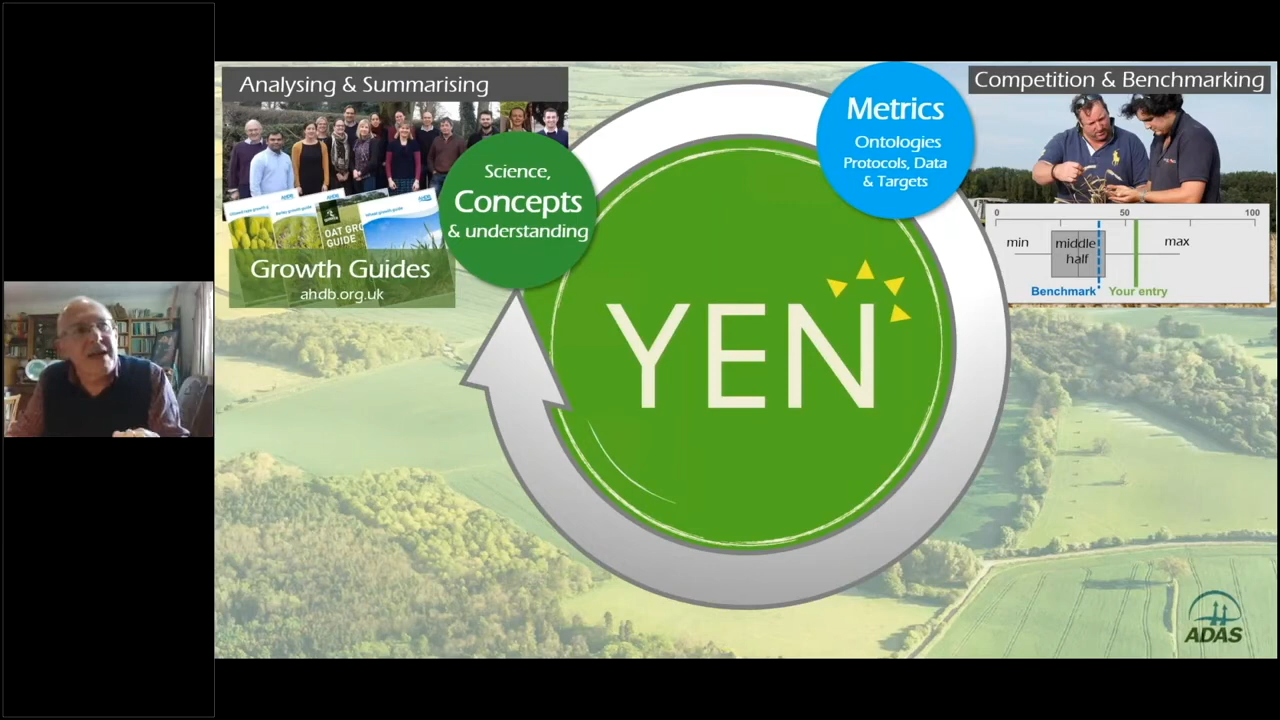 Analysing & Summarising
Science,
Concepts
& understanding
OAT GRO
GUIDE
Growth Guides
ahdb.org.uk
YEN
Metrics
Ontologies
Protocols, Data
& Targets
Competition & Benchmarking
0 50 100
min
middle
half
max
Benchmark Your entry
ADAS